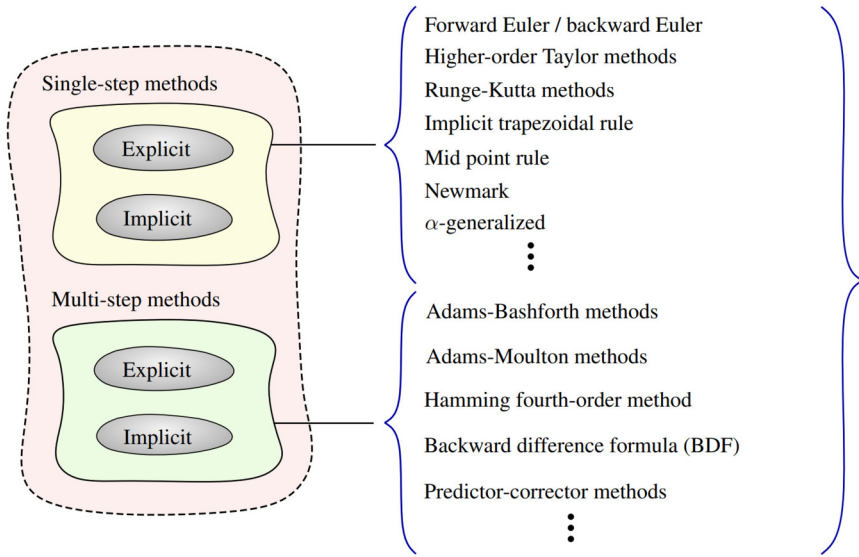 Single-step methods
Explicit
Implicit
Forward Euler / backward Euler
Higher-order Taylor methods
Runge-Kutta methods
Implicit trapezoidal rule
Mid point rule
Newmark
α-generalized
Multi-step methods
Explicit
Implicit
Adams-Bashforth methods
Adams-Moulton methods
Hamming fourth-order method
Backward difference formula (BDF)
Predictor-corrector methods